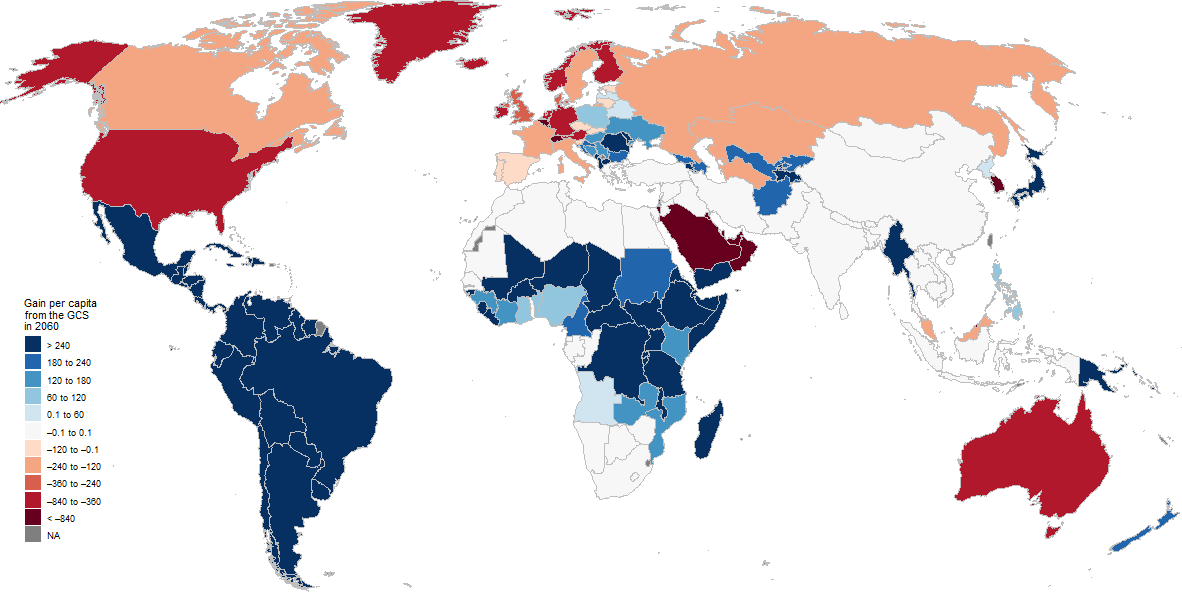 Gain per capita
from the GCS
in 2060
> 240
180 to 240
120 to 180
60 to 120
0.1 to 60
–0.1 to 0.1
–120 to –0.1
–240 to –120
–360 to –240
–840 to –360
< –840
NA